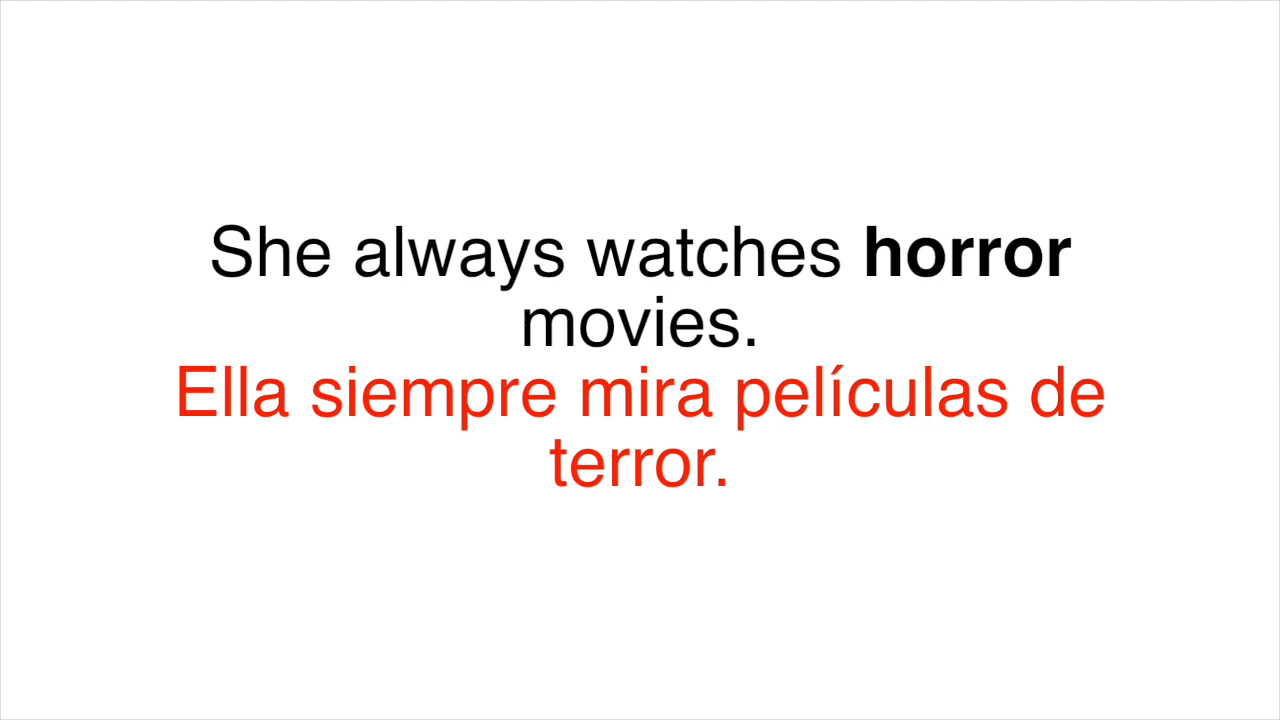 She always watches horror
movies.
Ella siempre mira películas de
terror.